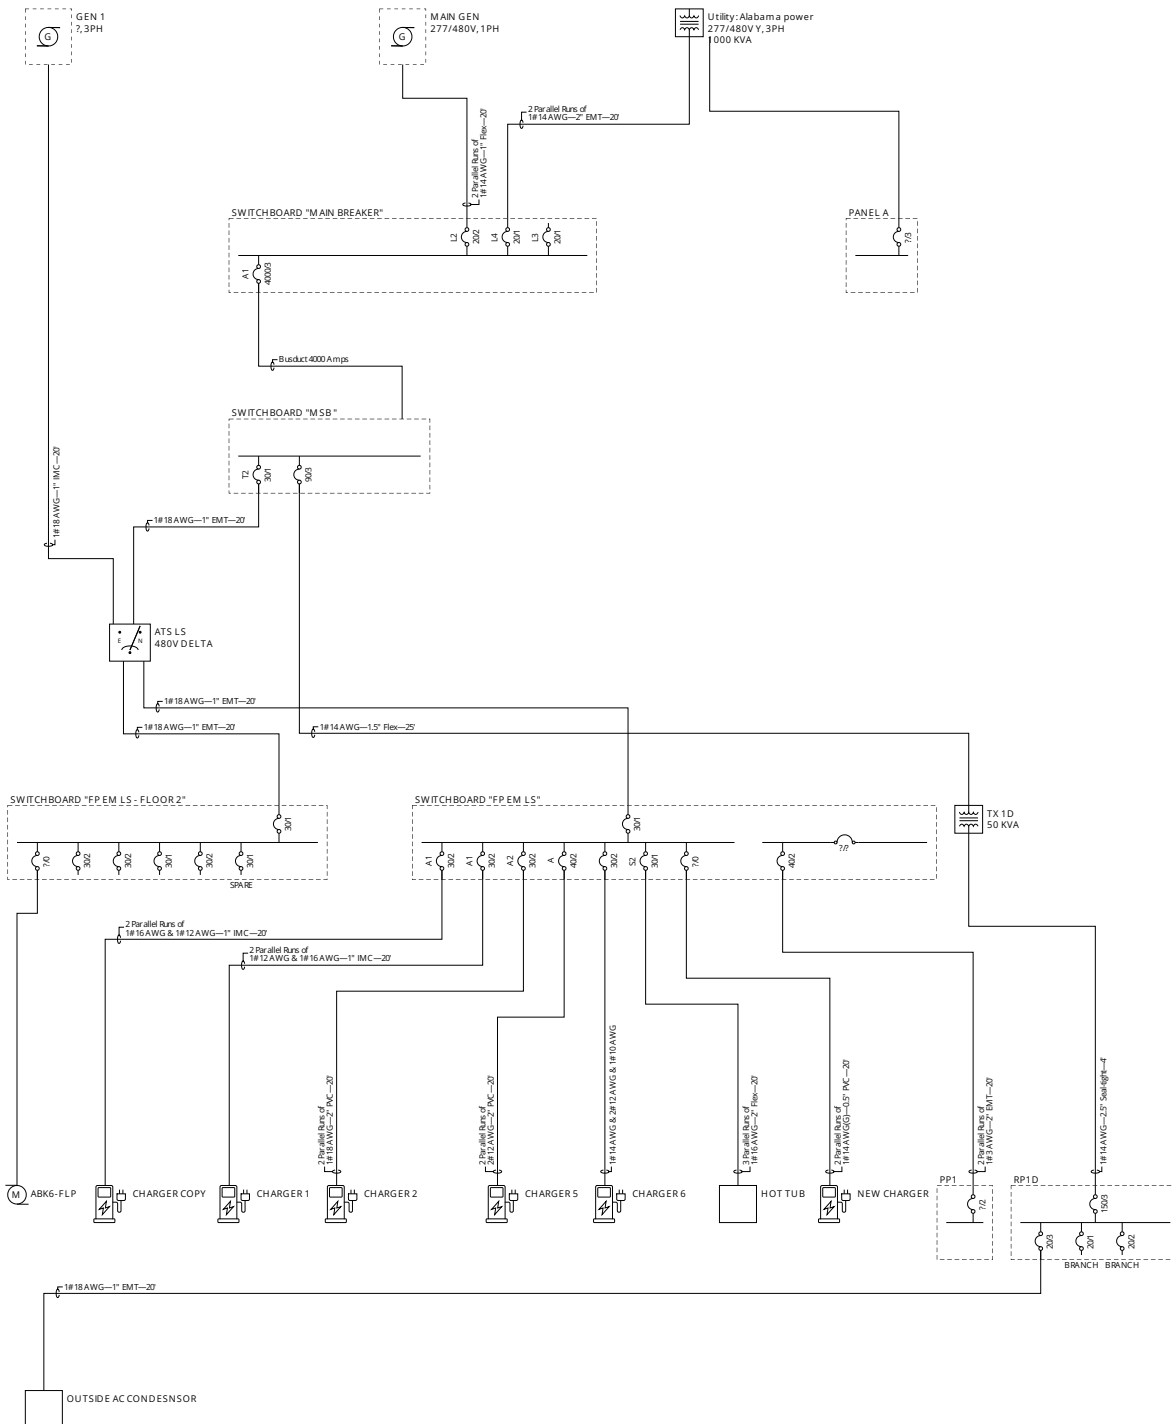 GEN 1
?, 3PH
G
MAIN GEN
277/480V, 1PH
G
Utility: Alabama power
277/480V Y, 3PH
1000 KVA
2 Parallel Runs of
1#14 AWG—2" EMT—20'
2 Parallel Runs of
1#14 AWG—1" Flex—20'
SWITCHBOARD "MAIN BREAKER"
L2
20/2
L4
20/1
L3
20/1
A1
4000/3
PANEL A
?/3
Busduct 4000 Amps
SWITCHBOARD "MSB"
T2
30/1
90/3
1#18 AWG—1" IMC—20'
1#18 AWG—1" EMT—20'
E
N
ATS LS
480V DELTA
1#18 AWG—1" EMT—20'
1#18 AWG—1" EMT—20'
1#14 AWG—1.5" Flex—25'
SWITCHBOARD "FP EM LS - FLOOR 2"
30/1
?/0
30/2
30/2
30/1
30/2
30/1
SPARE
SWITCHBOARD "FP EM LS"
30/1
A1
30/2
A1
30/2
A2
30/2
A
40/2
30/2
S2
30/1
?/0
40/2
?/?
TX 1D
50 KVA
2 Parallel Runs of
1#16 AWG & 1#12 AWG—1" IMC—20'
2 Parallel Runs of
1#12 AWG & 1#16 AWG—1" IMC—20'
2 Parallel Runs of
1#18 AWG—2" PVC—20'
2 Parallel Runs of
2#12 AWG—2" PVC—20'
1#14 AWG & 2#12 AWG & 1#10 AWG
3 Parallel Runs of
1#16 AWG—2" Flex—20'
2 Parallel Runs of
1#14 AWG(G)—0.5" PVC—20'
2 Parallel Runs of
1#3 AWG—2" EMT—20'
1#14 AWG—2.5" Seal-tight—4'
M
ABK6-FLP
CHARGER COPY
CHARGER 1
CHARGER 2
CHARGER 5
CHARGER 6
HOT TUB
NEW CHARGER
PP1
?/2
RP1D
150/3
20/3
20/1
20/2
BRANCH
BRANCH
1#18 AWG—1" EMT—20'
OUTSIDE AC CONDESNSOR